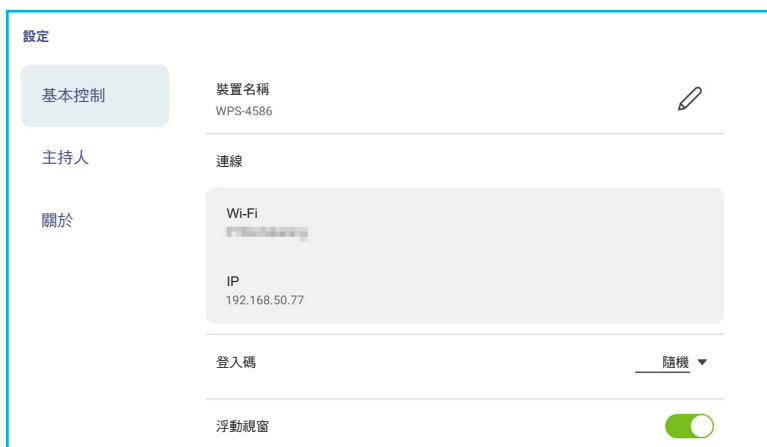 設定
基本控制
主持人
關於
裝置名稱
WPS-4586
連線
Wi-Fi
IP
192.168.50.77
登入碼
隨機
浮動視窗